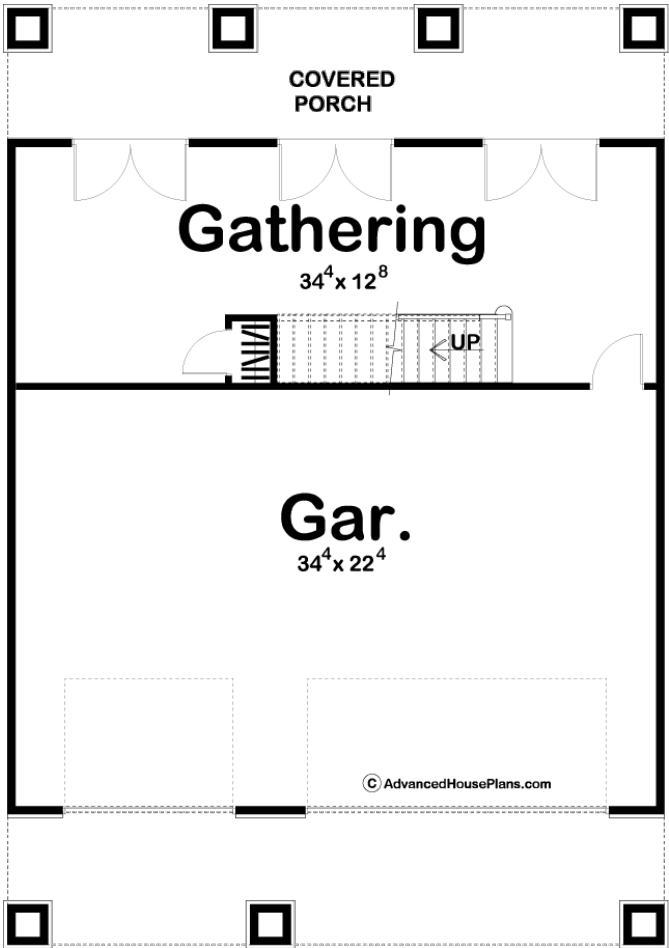 COVERED
PORCH
Gathering
34⁴ x 12⁸
UP
Gar.
34⁴ x 22⁴
© AdvancedHousePlans.com